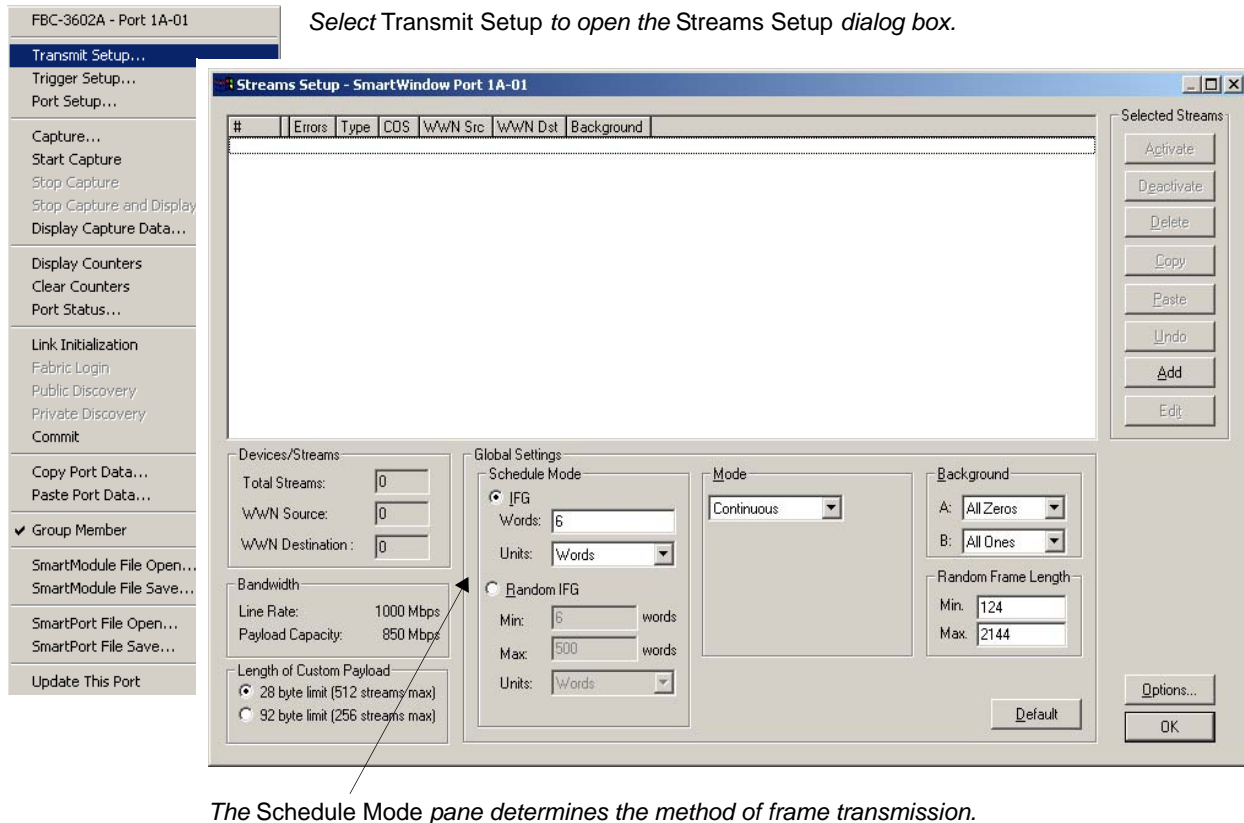 FBC-3602A - Port 1A-01
Select Transmit Setup to open the Streams Setup dialog box.
Transmit Setup...
Trigger Setup...
Port Setup...
Capture...
Start Capture
Stop Capture
Stop Capture and Display
Display Capture Data...
Display Counters
Clear Counters
Port Status...
Link Initialization
Fabric Login
Public Discovery
Private Discovery
Commit
Copy Port Data...
Paste Port Data...
Group Member
SmartModule File Open...
SmartModule File Save...
SmartPort File Open...
SmartPort File Save...
Update This Port
Streams Setup - SmartWindow Port 1A-01
# Errors Type COS WWN Src WWN Dst Background
Selected Streams
Activate
Deactivate
Delete
Copy
Paste
Undo
Add
Edit
Devices/Streams
Total Streams: 0
WWN Source: 0
WWN Destination : 0
Bandwidth
Line Rate: 1000 Mbps
Payload Capacity: 850 Mbps
Length of Custom Payload
28 byte limit (512 streams max)
92 byte limit (256 streams max)
Global Settings
Schedule Mode
IFG
Words: 6
Units: Words
Random IFG
Min: 6 words
Max: 500 words
Units: Words
Mode
Continuous
Background
A: All Zeros
B: All Ones
Random Frame Length
Min. 124
Max. 2144
Default
Options...
OK
The Schedule Mode pane determines the method of frame transmission.